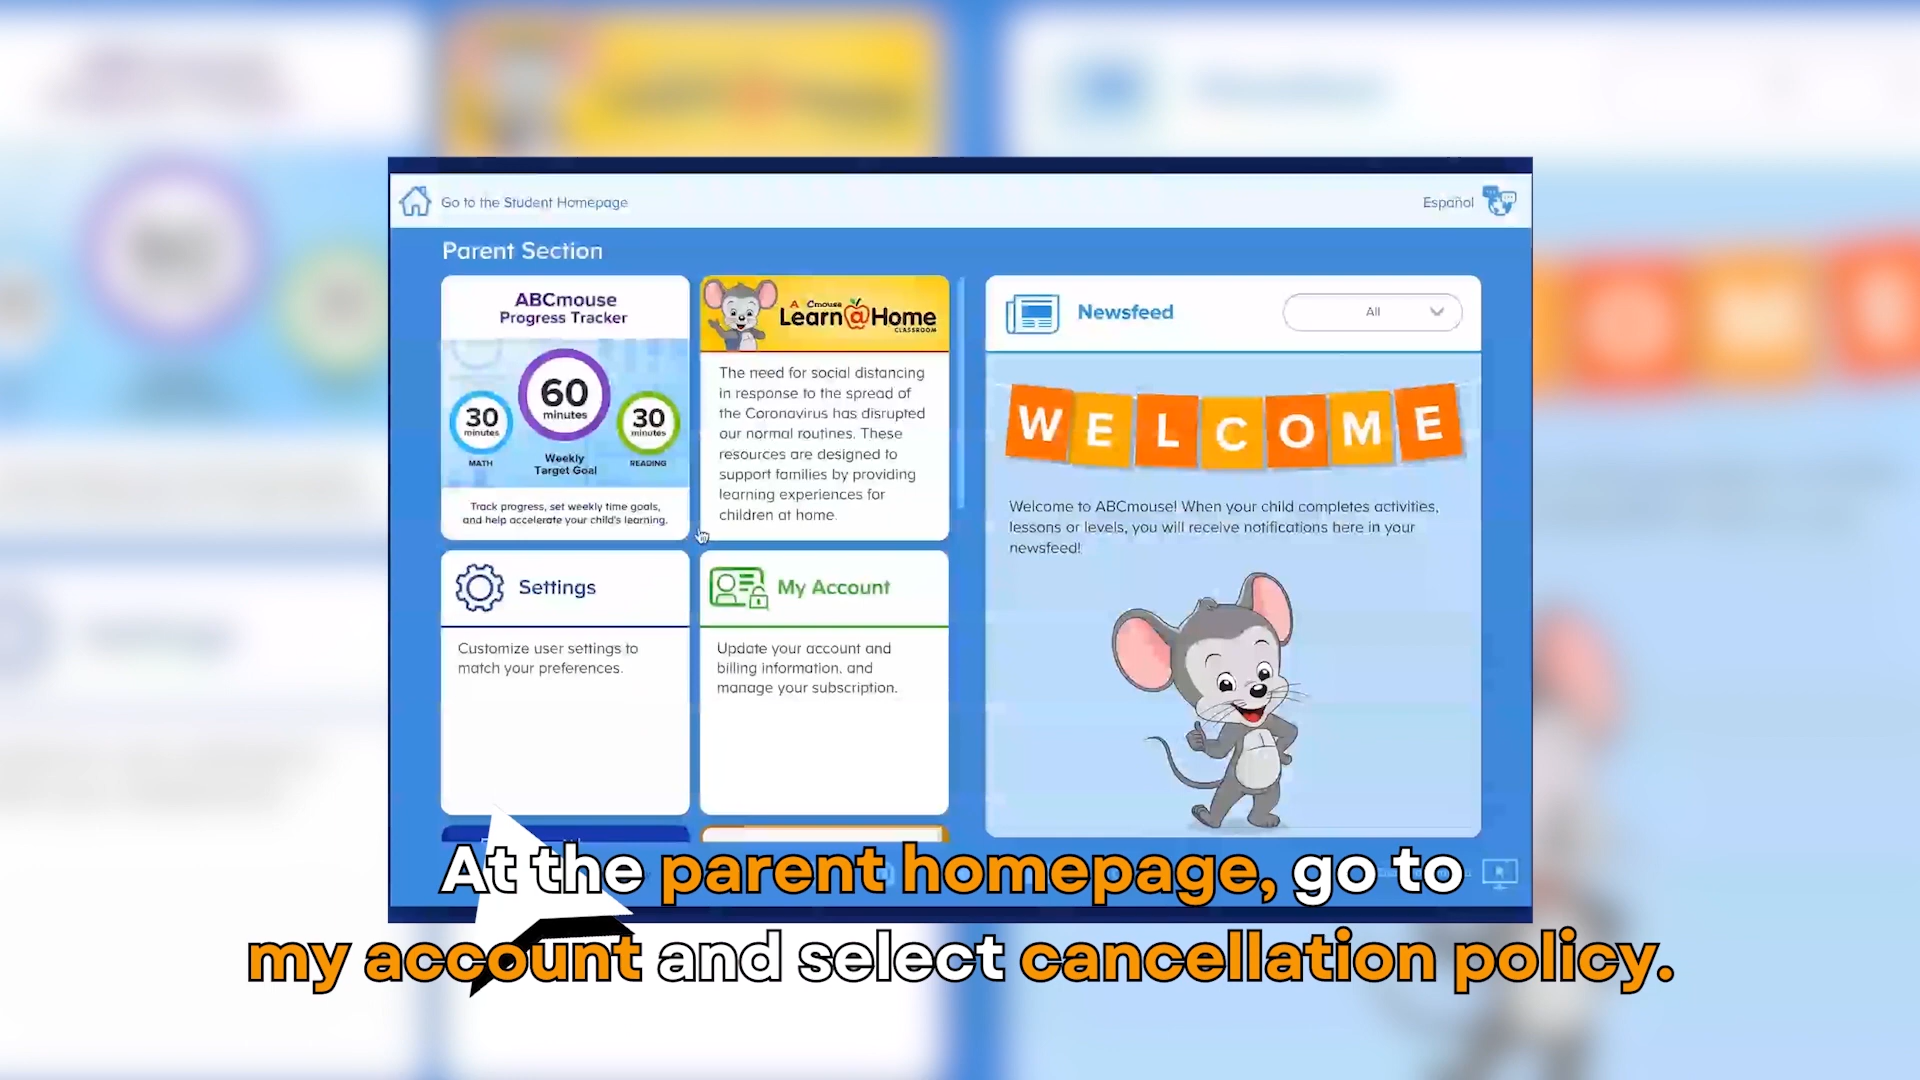 Go to the Student Homepage
Español
Parent Section
ABCmouse
Progress Tracker
30
minutes
MATH
60
minutes
Weekly
Target Goal
30
minutes
READING
Track progress, set weekly time goals,
and help accelerate your child's learning.
Learn@Home
CLASSROOM
The need for social distancing
in response to the spread of
the Coronavirus has disrupted
our normal routines. These
resources are designed to
support families by providing
learning experiences for
children at home.
Settings
Customize user settings to
match your preferences.
My Account
Update your account and
billing information, and
manage your subscription.
Newsfeed
All
WELCOME
Welcome to ABCmouse! When your child completes activities,
lessons or levels, you will receive notifications here in your
newsfeed!
At the parent homepage, go to
my account and select cancellation policy.